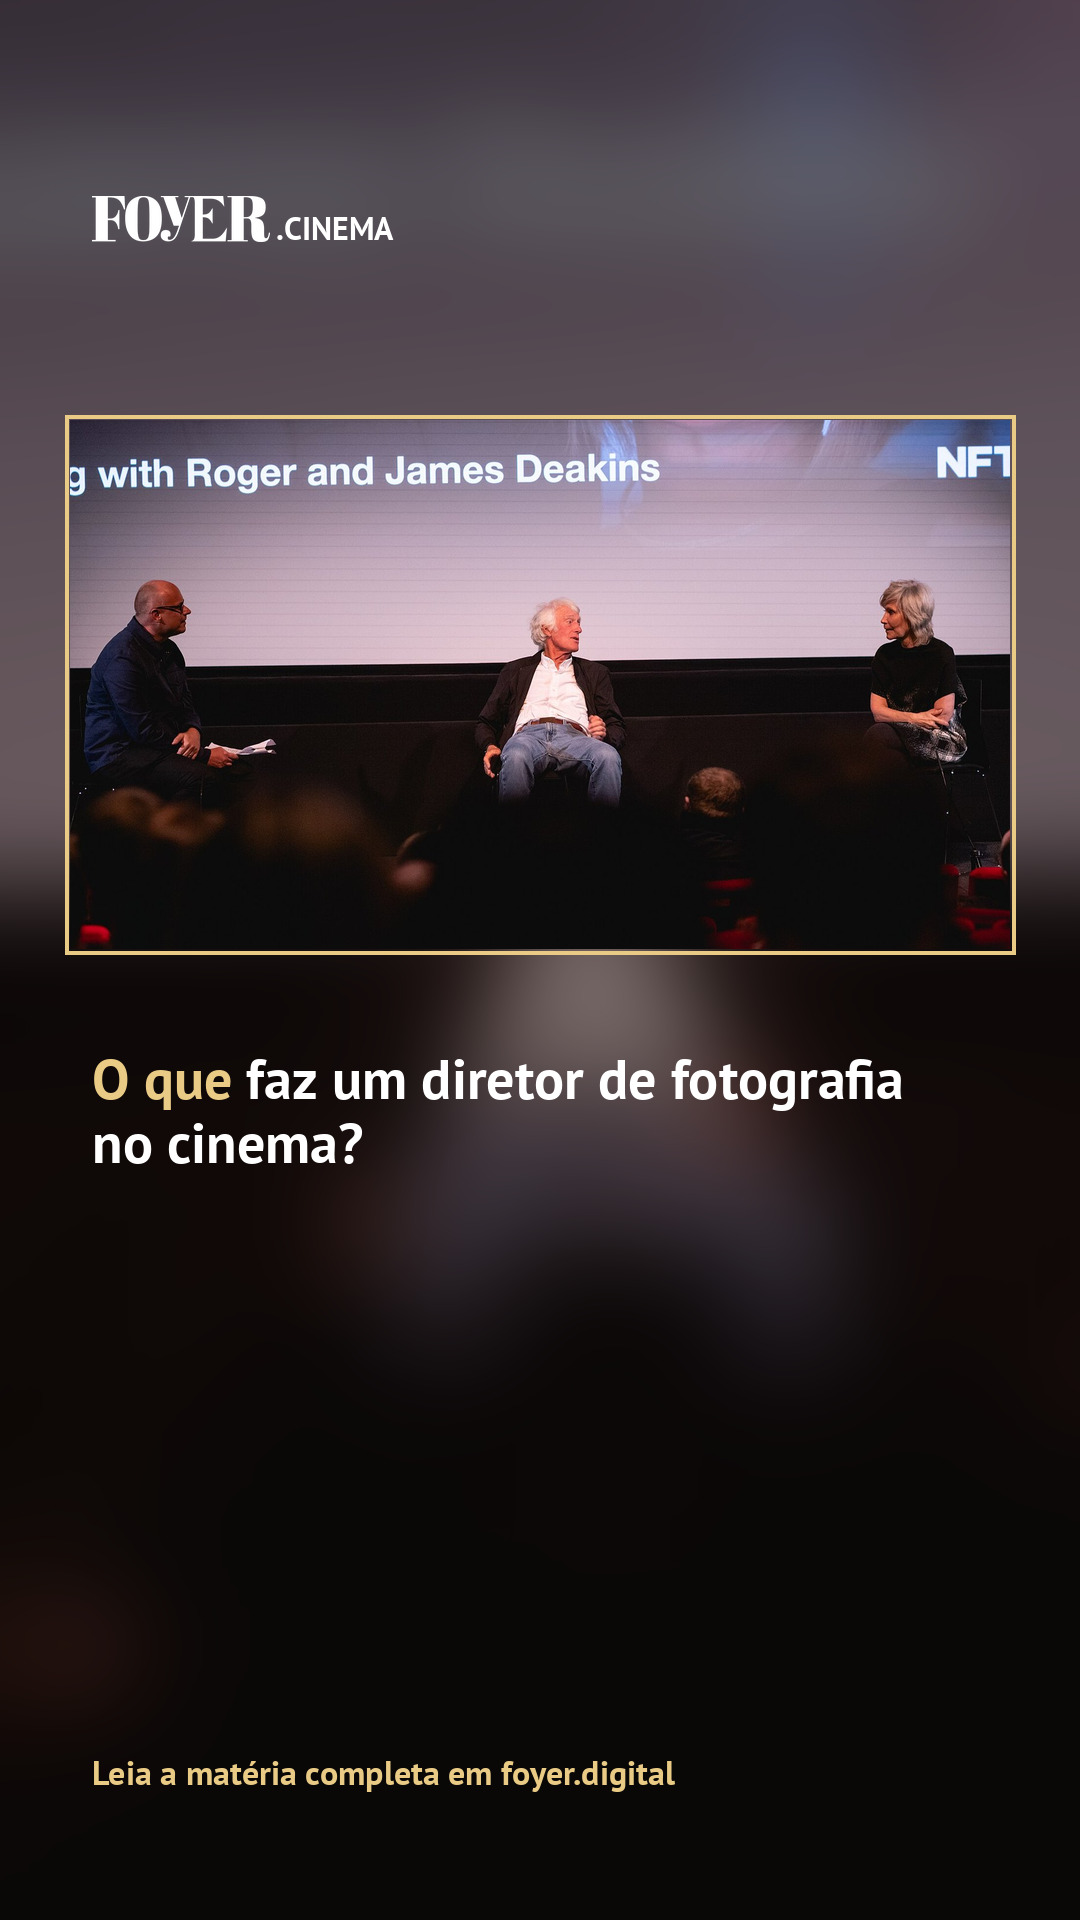 FOYER.CINEMA
g with Roger and James Deakins
NFT
O que faz um diretor de fotografia
no cinema?
Leia a matéria completa em foyer.digital